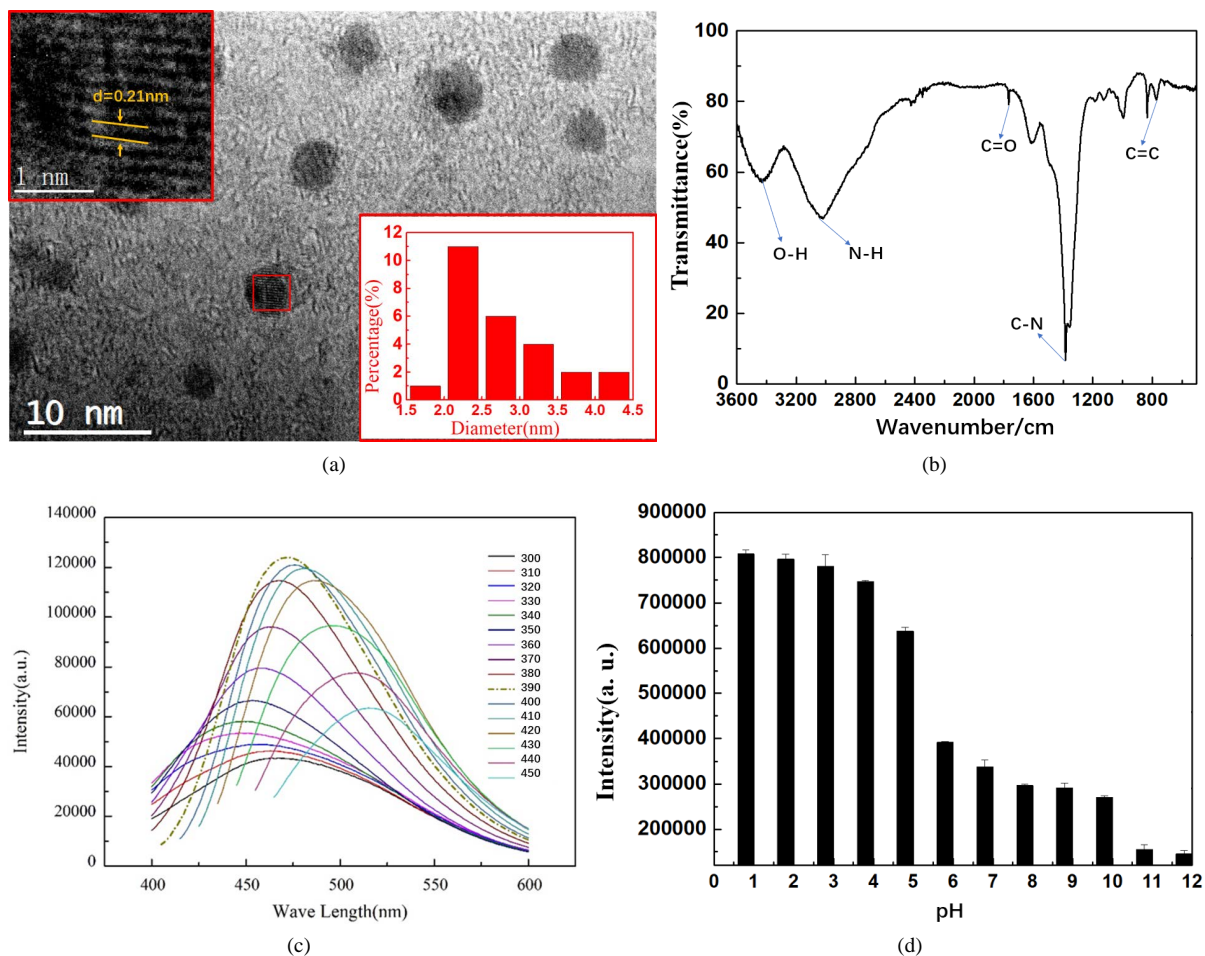 d=0.21nm
1 nm
10 nm
Percentage(%)
12
10
8
6
4
2
0
1.5 2.0 2.5 3.0 3.5 4.0 4.5
Diameter(nm)
(a)
Transmittance(%)
100
80
60
40
20
0
O-H
N-H
C=O
C-N
C=C
3600 3200 2800 2400 2000 1600 1200 800
Wavenumber/cm
(b)
Intensity(a.u.)
140000
120000
100000
80000
60000
40000
20000
0
300
310
320
330
340
350
360
370
380
390
400
410
420
430
440
450
400 450 500 550 600
Wave Length(nm)
(c)
Intensity(a. u.)
900000
800000
700000
600000
500000
400000
300000
200000
0 1 2 3 4 5 6 7 8 9 10 11 12
pH
(d)